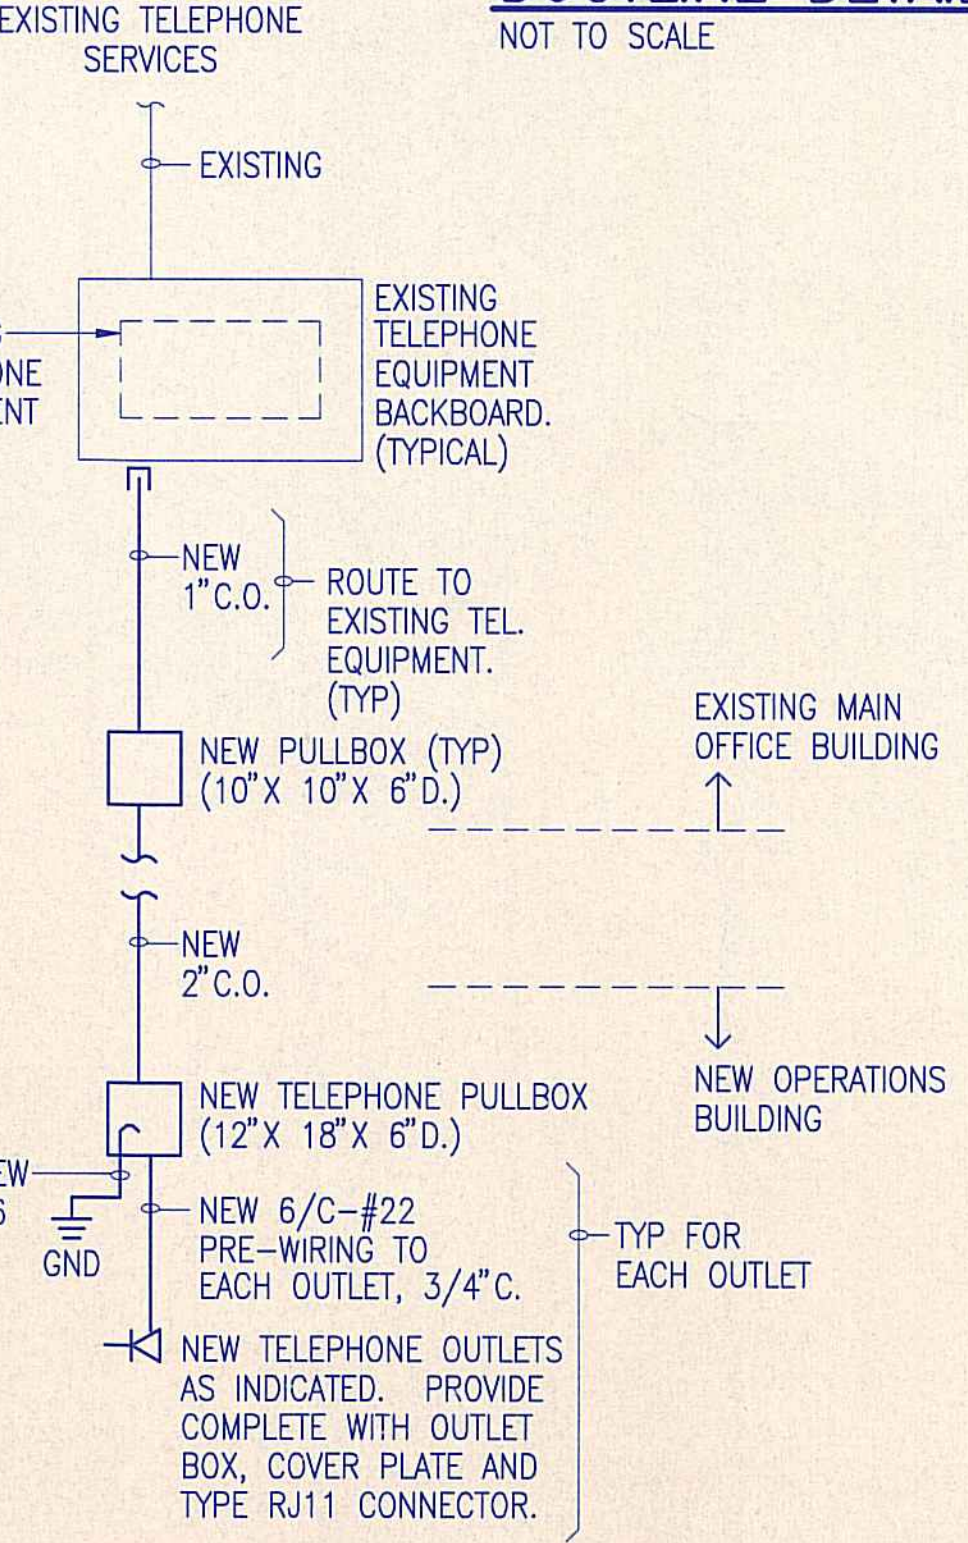 EXISTING TELEPHONE
SERVICES
NOT TO SCALE
EXISTING
EXISTING
TELEPHONE
EQUIPMENT
BACKBOARD.
(TYPICAL)
NEW
1"C.O.
ROUTE TO
EXISTING TEL.
EQUIPMENT.
(TYP)
NEW PULLBOX (TYP)
(10"X 10"X 6"D.)
EXISTING MAIN
OFFICE BUILDING
NEW
2"C.O.
NEW OPERATIONS
BUILDING
NEW TELEPHONE PULLBOX
(12"X 18"X 6"D.)
GND
NEW 6/C-#22
PRE-WIRING TO
EACH OUTLET, 3/4"C.
TYP FOR
EACH OUTLET
NEW TELEPHONE OUTLETS
AS INDICATED. PROVIDE
COMPLETE WITH OUTLET
BOX, COVER PLATE AND
TYPE RJ11 CONNECTOR.